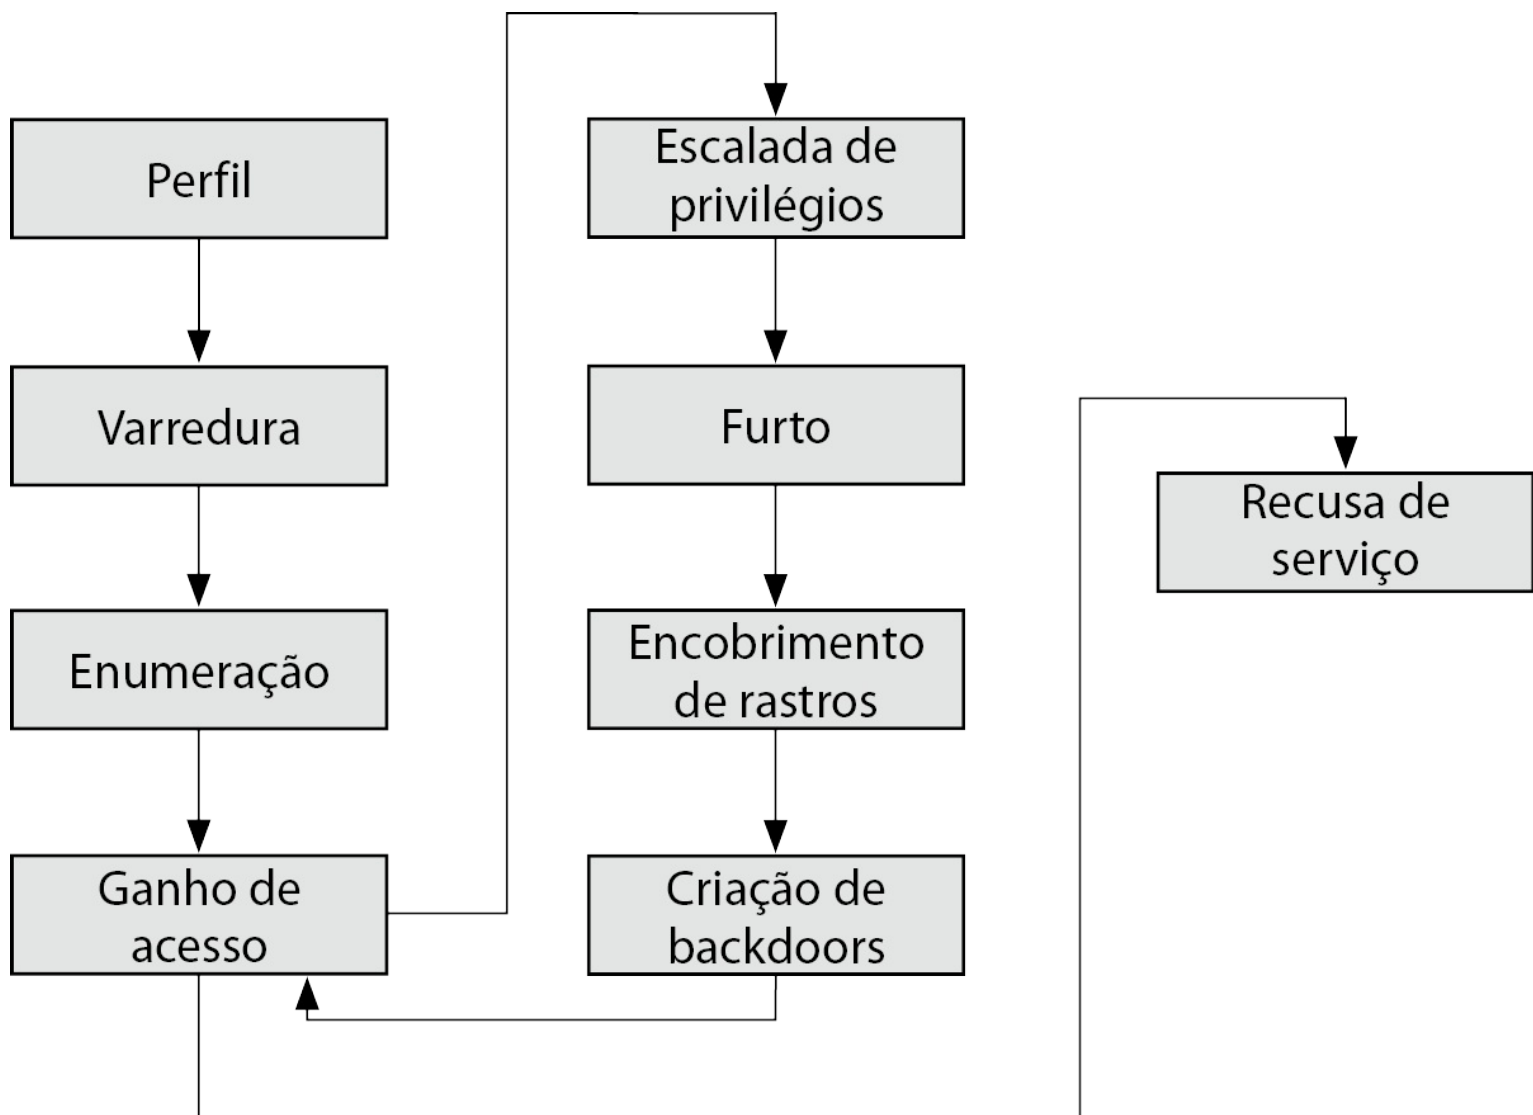 Perfil
Varredura
Enumeração
Ganho de
acesso
Escalada de
privilégios
Furto
Encobrimento
de rastros
Criação de
backdoors
Recusa de
serviço